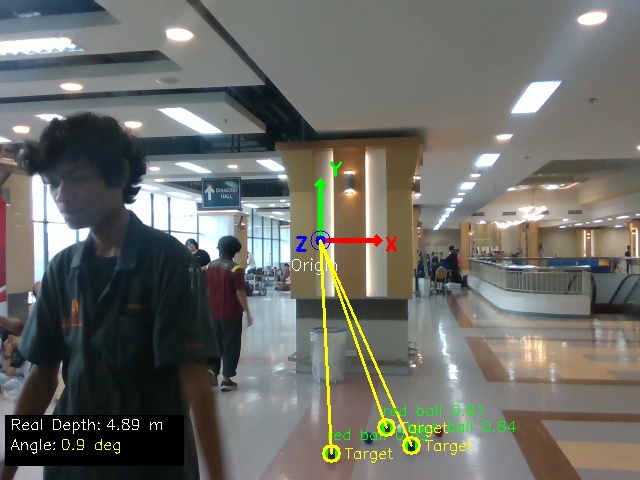 DIAMOND
HALL
Y
Z
X
Origin
red ball 0.81
ball 0.84
Target
Target
Target
Real Depth: 4.89 m
Angle: 0.9 deg